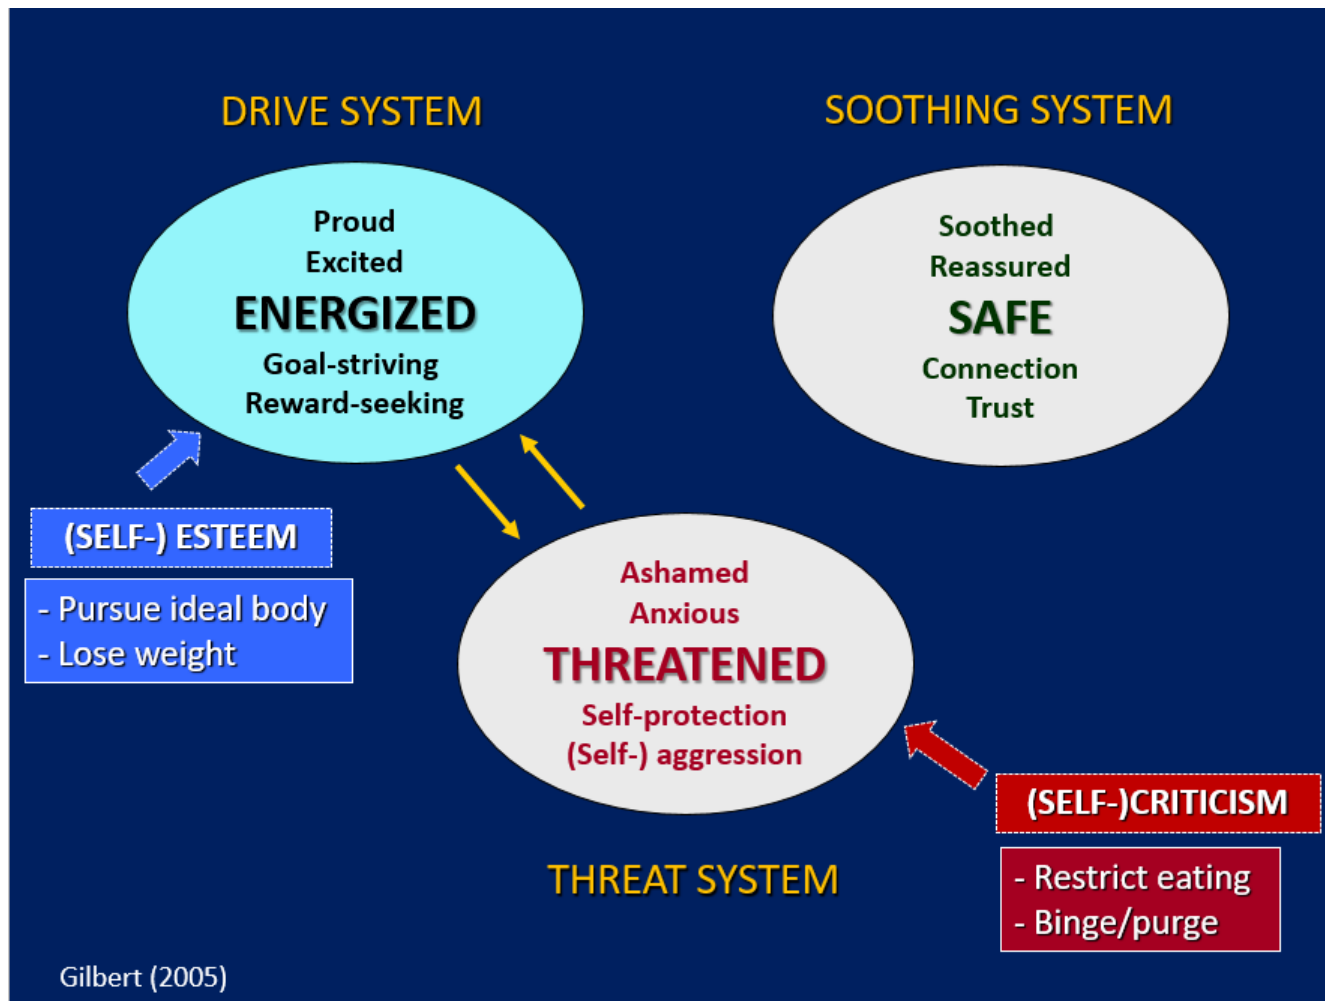 DRIVE SYSTEM
Proud
Excited
ENERGIZED
Goal-striving
Reward-seeking
SOOTHING SYSTEM
Soothed
Reassured
SAFE
Connection
Trust
(SELF-) ESTEEM
- Pursue ideal body
- Lose weight
Ashamed
Anxious
THREATENED
Self-protection
(Self-) aggression
THREAT SYSTEM
(SELF-)CRITICISM
- Restrict eating
- Binge/purge
Gilbert (2005)